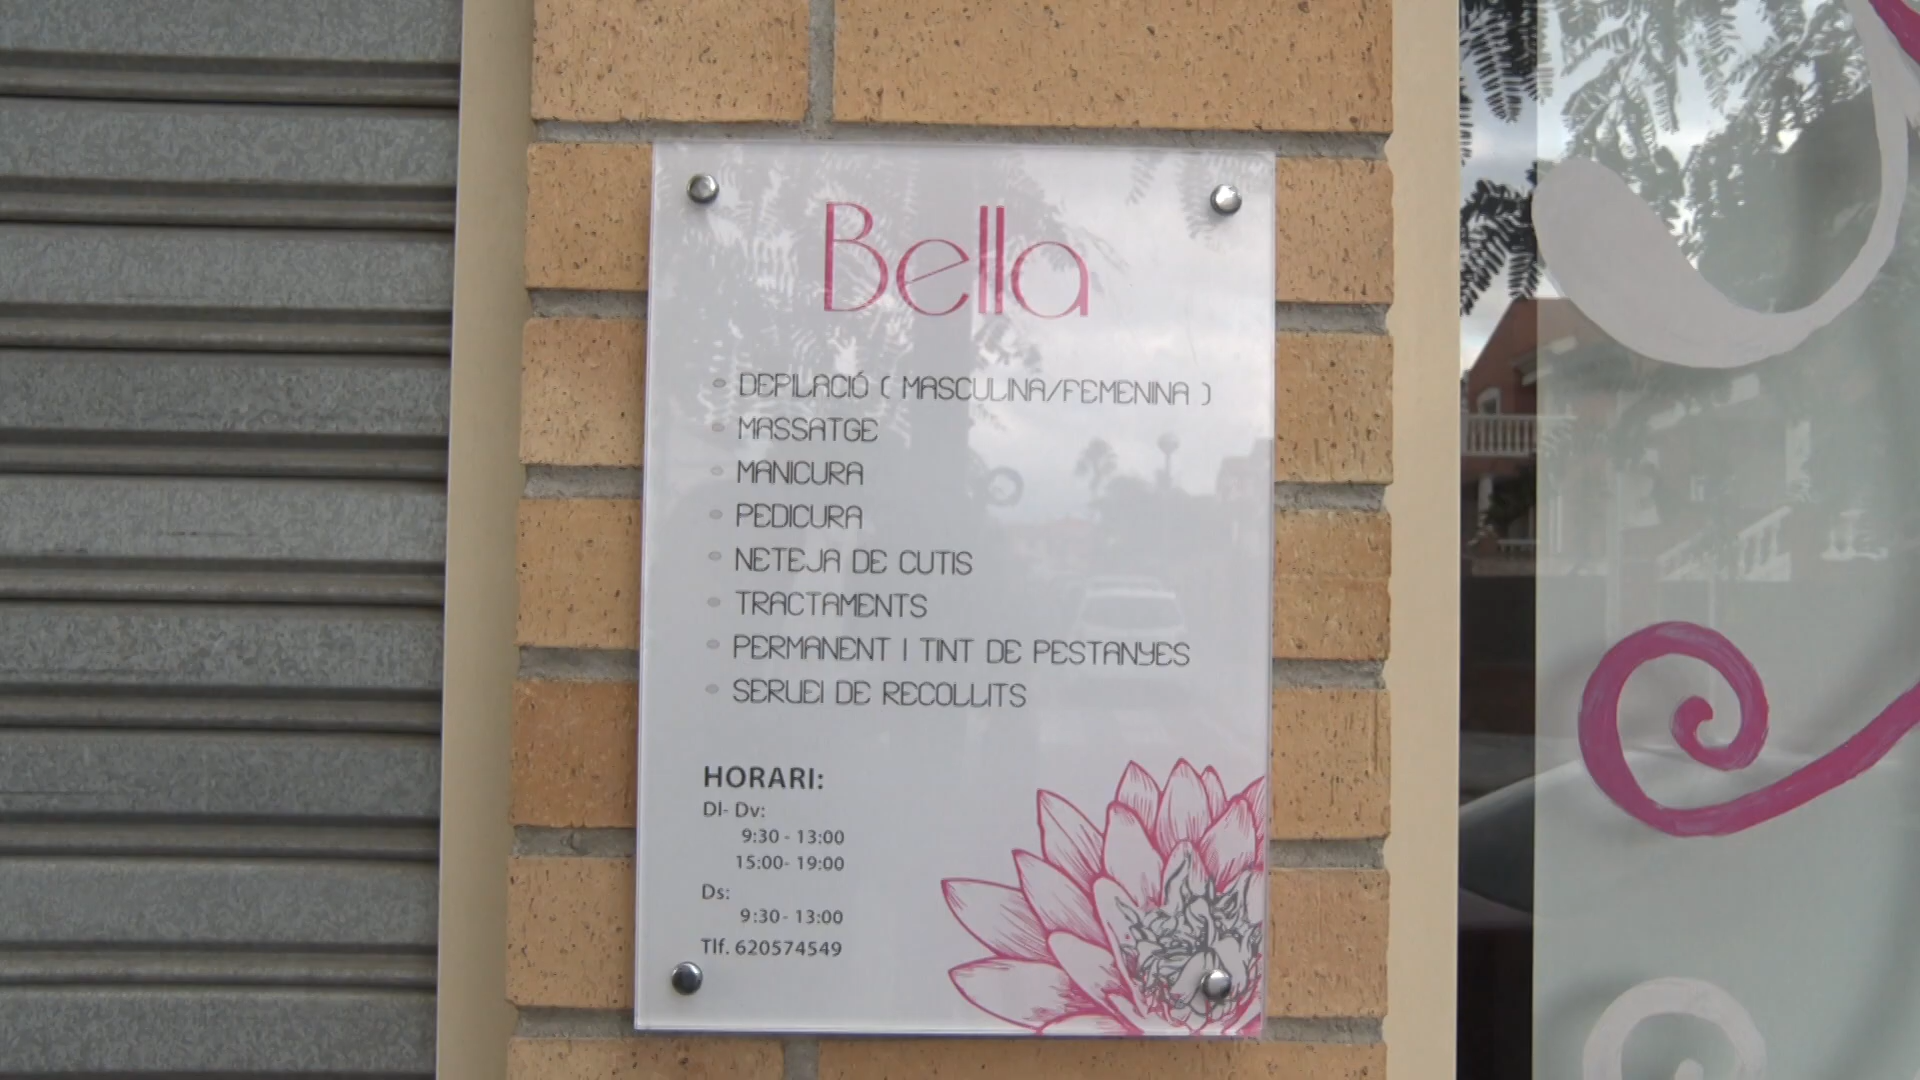 Bella
DEPILACIÓ ( MASCULINA/FEMENINA )
MASSATGE
MANICURA
PEDICURA
NETEJA DE CUTIS
TRACTAMENTS
PERMANENT I TINT DE PESTANYES
SERVEI DE RECOLLITS
HORARI:
Dl- Dv:
9:30 - 13:00
15:00- 19:00
Ds:
9:30- 13:00
Tlf. 620574549